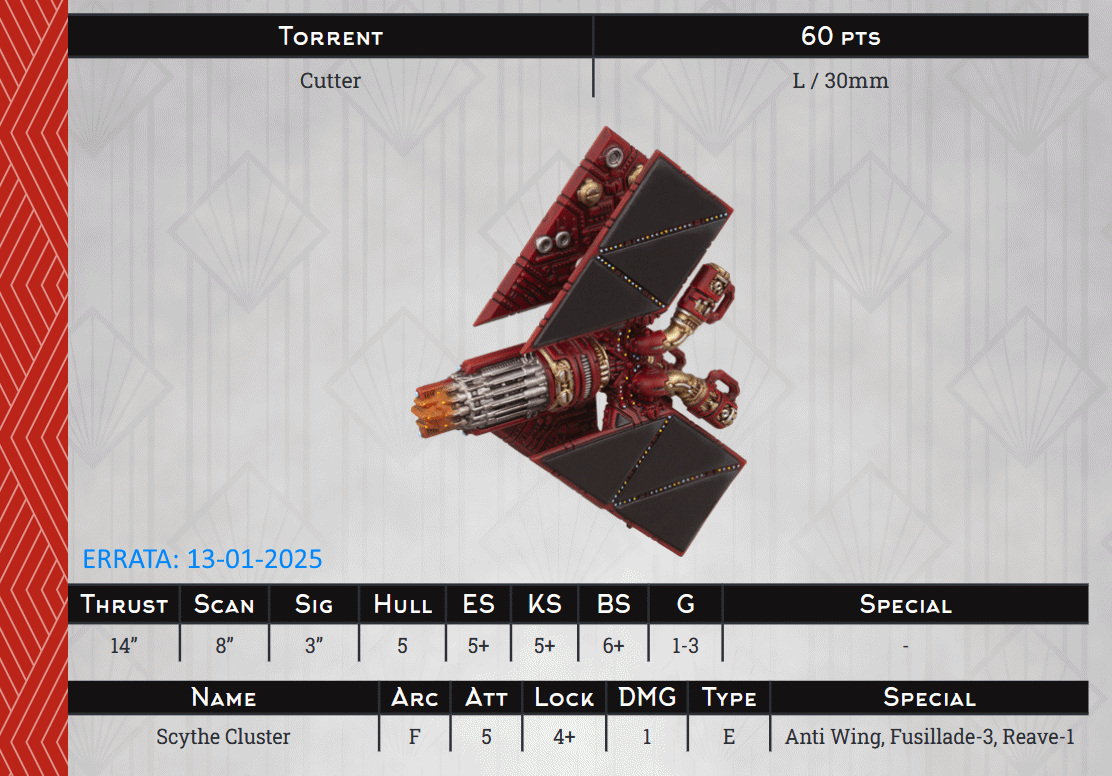 Torrent 60 pts
Cutter L / 30mm
ERRATA: 13-01-2025
Thrust Scan Sig Hull ES KS BS G Special
14” 8” 3” 5 5+ 5+ 6+ 1-3 -
Name Arc Att Lock DMG Type Special
Scythe Cluster F 5 4+ 1 E Anti Wing, Fusillade-3, Reave-1